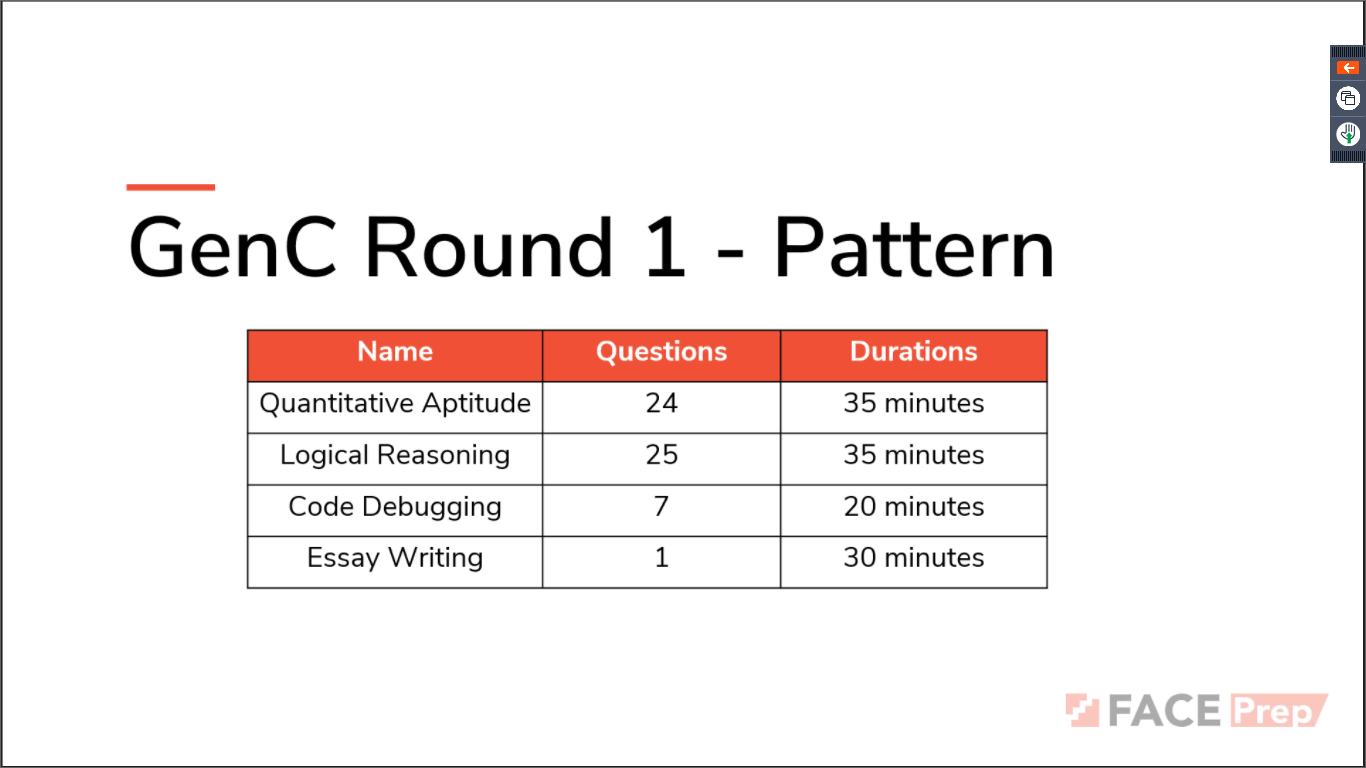 GenC Round 1 - Pattern
Name Questions Durations
Quantitative Aptitude 24 35 minutes
Logical Reasoning 25 35 minutes
Code Debugging 7 20 minutes
Essay Writing 1 30 minutes
FACE Prep